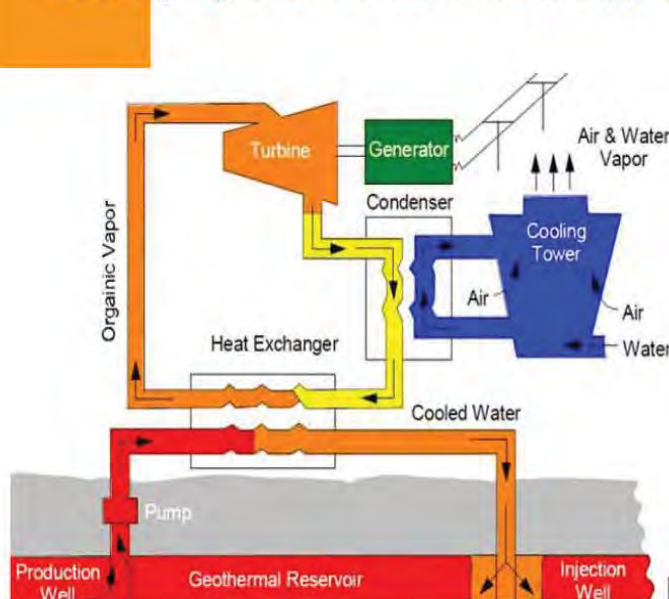 Turbine
Generator
Air & Water
Vapor
Condenser
Cooling
Tower
Orgainic Vapor
Air
Air
Heat Exchanger
Water
Cooled Water
Pump
Production
Well
Geothermal Reservoir
Injection
Well